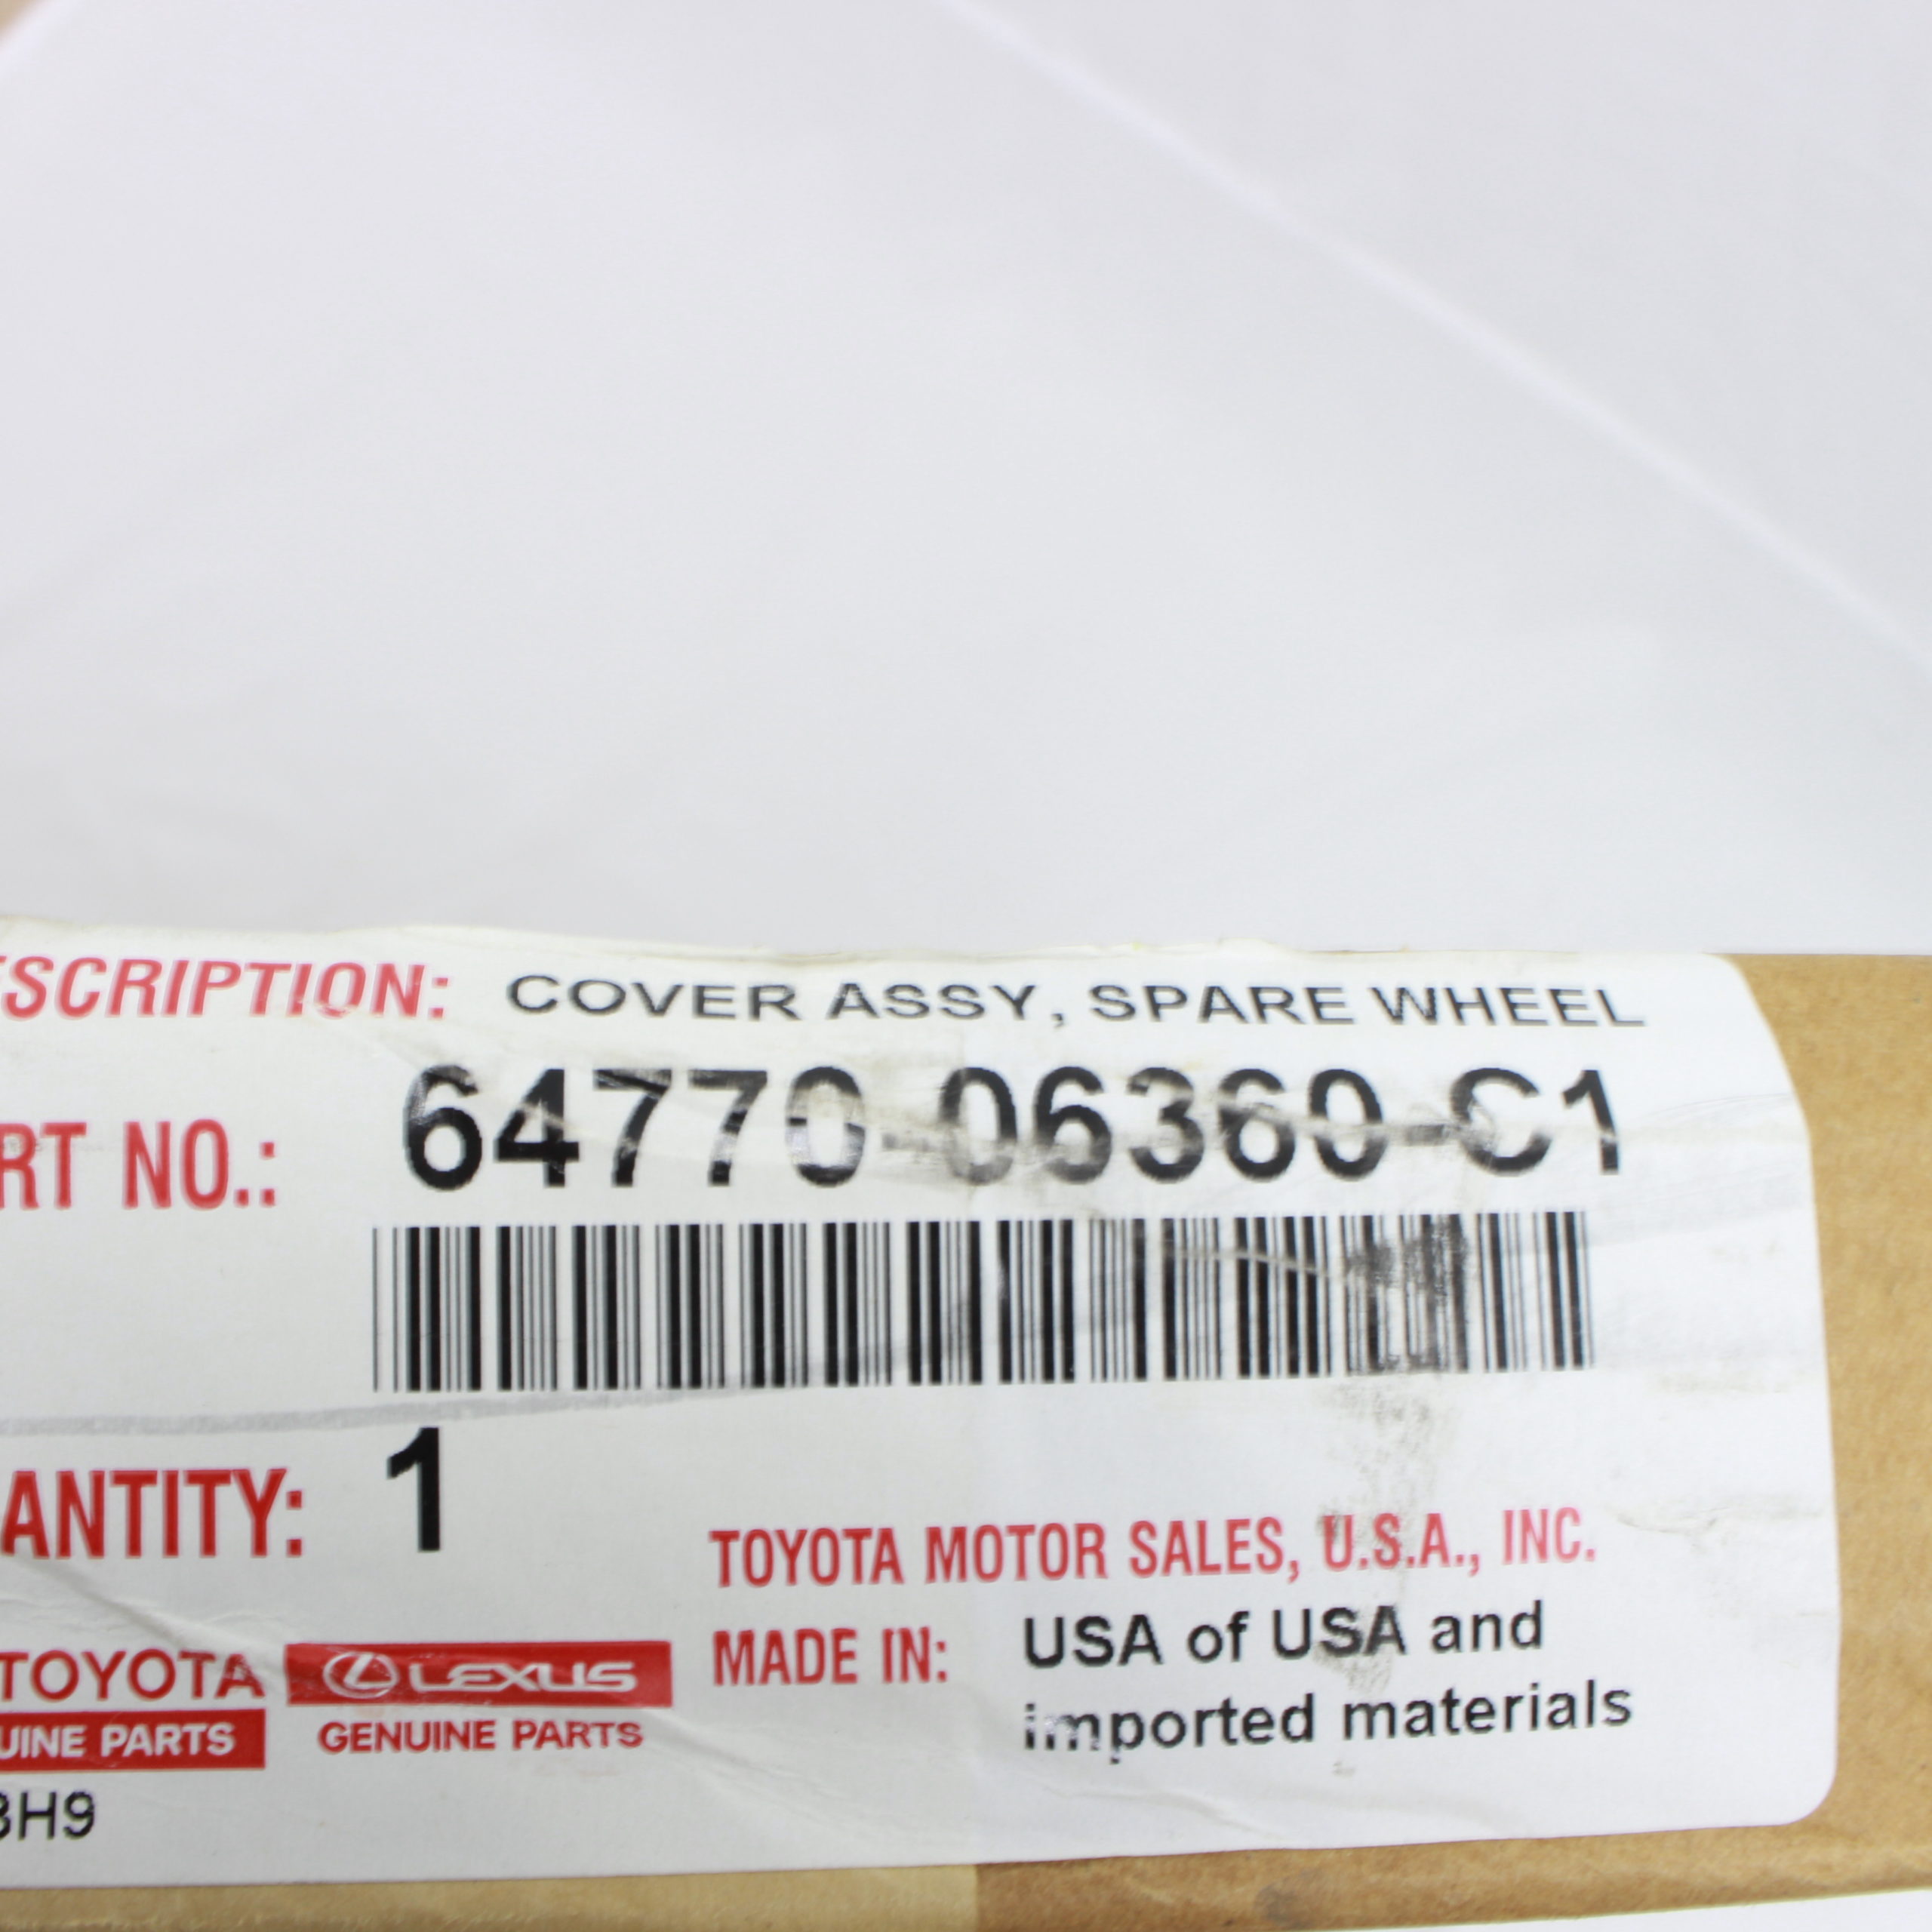 ESCRIPTION: COVER ASSY, SPARE WHEEL
RT NO.: 64770-06360-C1
ANTITY: 1
TOYOTA MOTOR SALES, U.S.A., INC.
MADE IN: USA of USA and
imported materials
TOYOTA
UINE PARTS
LEXUS
GENUINE PARTS
3H9